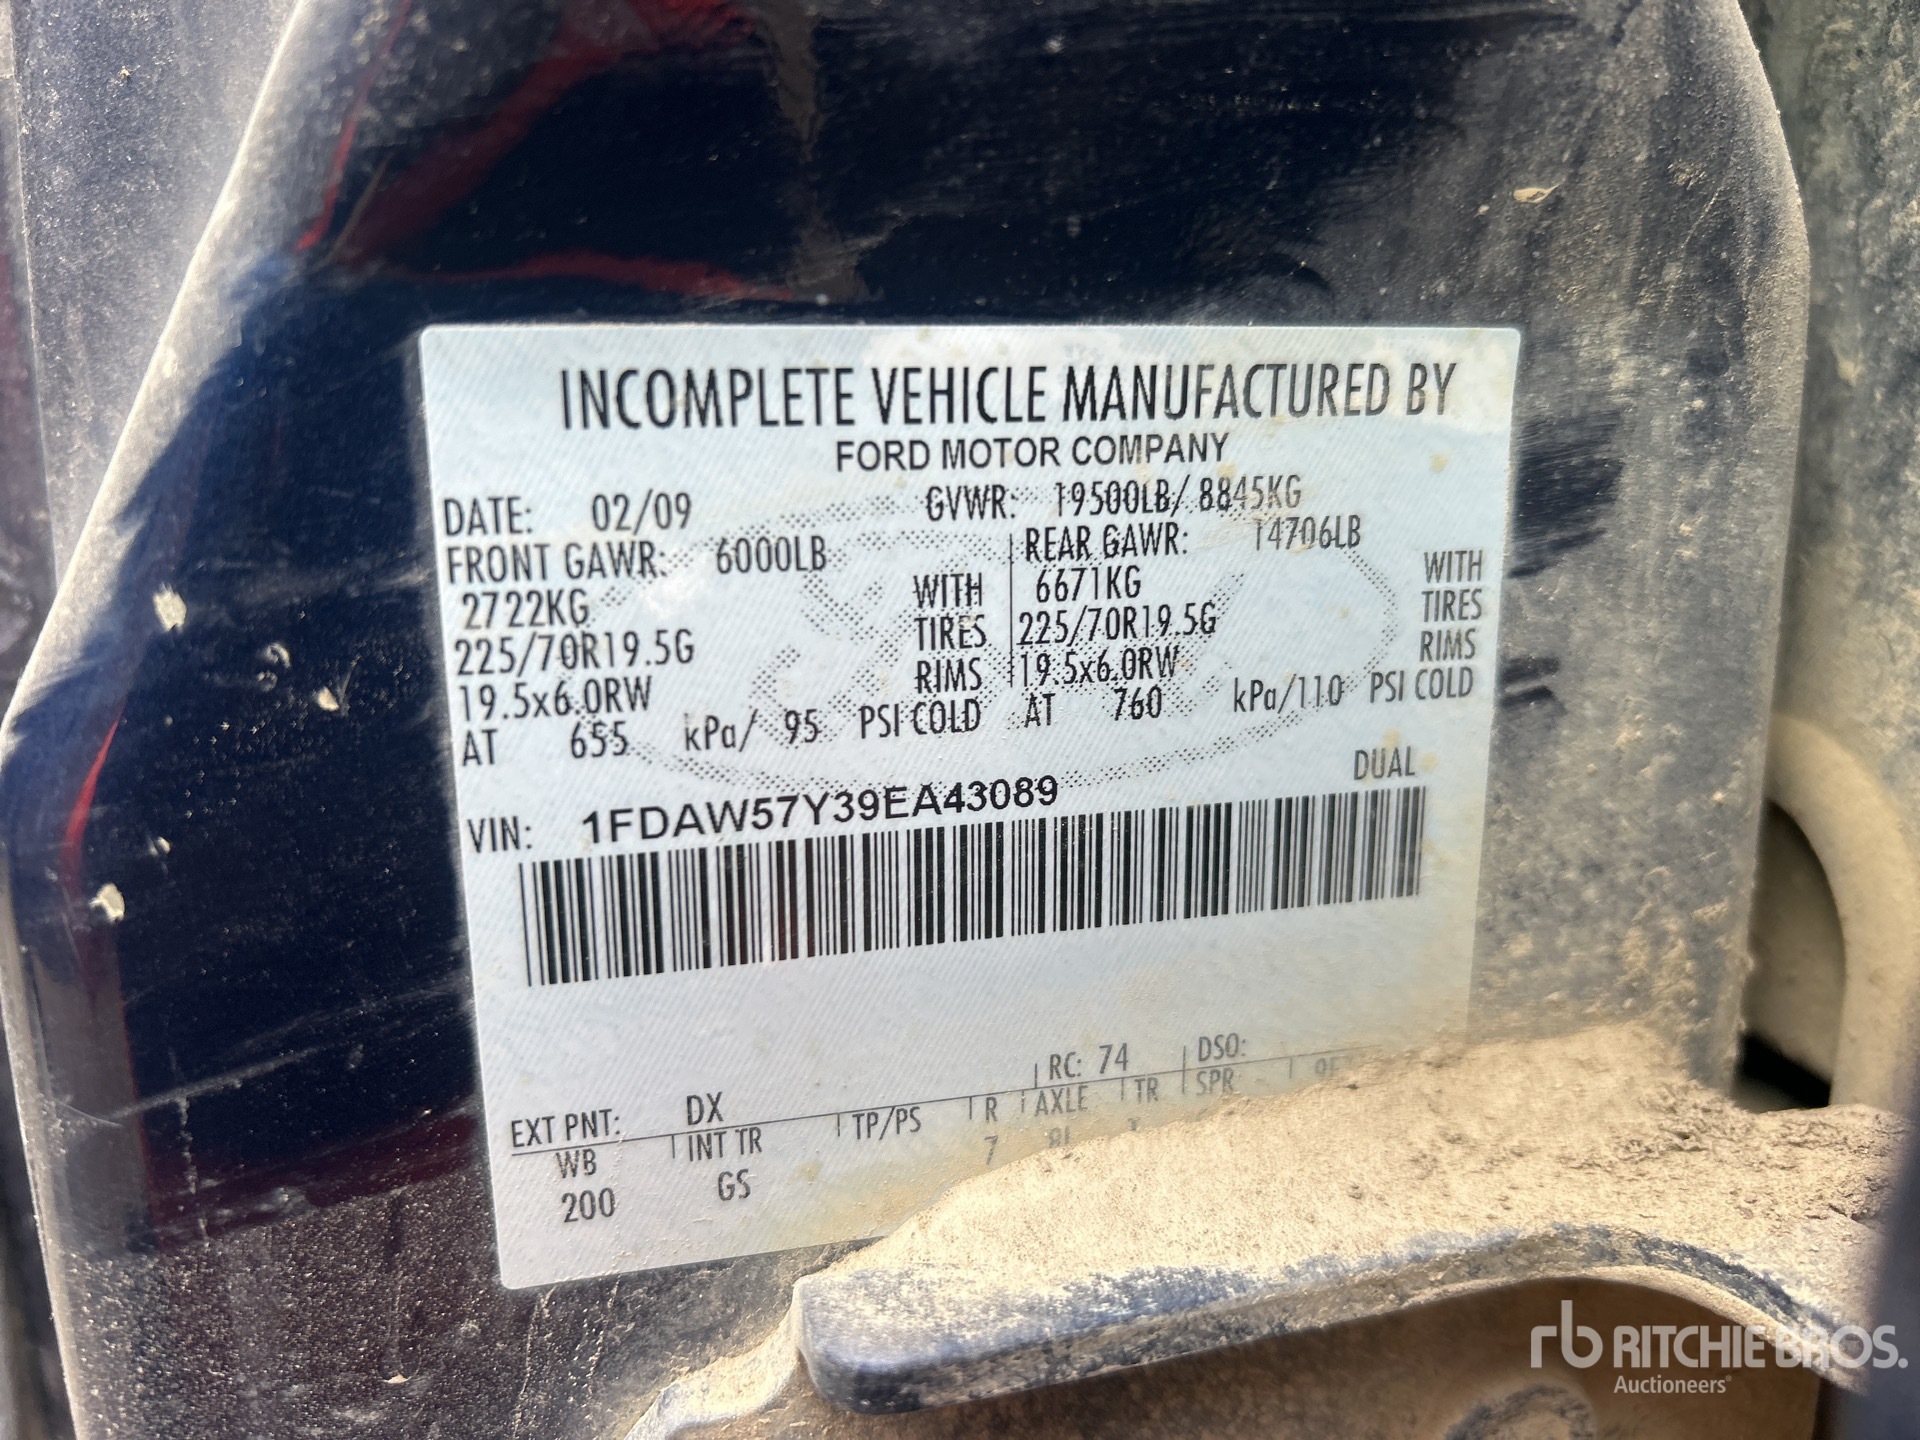 INCOMPLETE VEHICLE MANUFACTURED BY
FORD MOTOR COMPANY
DATE: 02/09 GVWR: 19500LB/ 8845KG
FRONT GAWR: 6000LB REAR GAWR: 14706LB
2722KG WITH 6671KG WITH
225/70R19.5G TIRES 225/70R19.5G TIRES
19.5x6.0RW RIMS 19.5x6.0RW RIMS
AT 655 kPa/ 95 PSI COLD AT 760 kPa/110 PSI COLD
VIN: 1FDAW57Y39EA43089 DUAL
EXT PNT: DX RC: 74 DSO:
WB INT TR TP/PS R AXLE TR SPR
200 GS 7
rb RITCHIE BROS.
Auctioneers